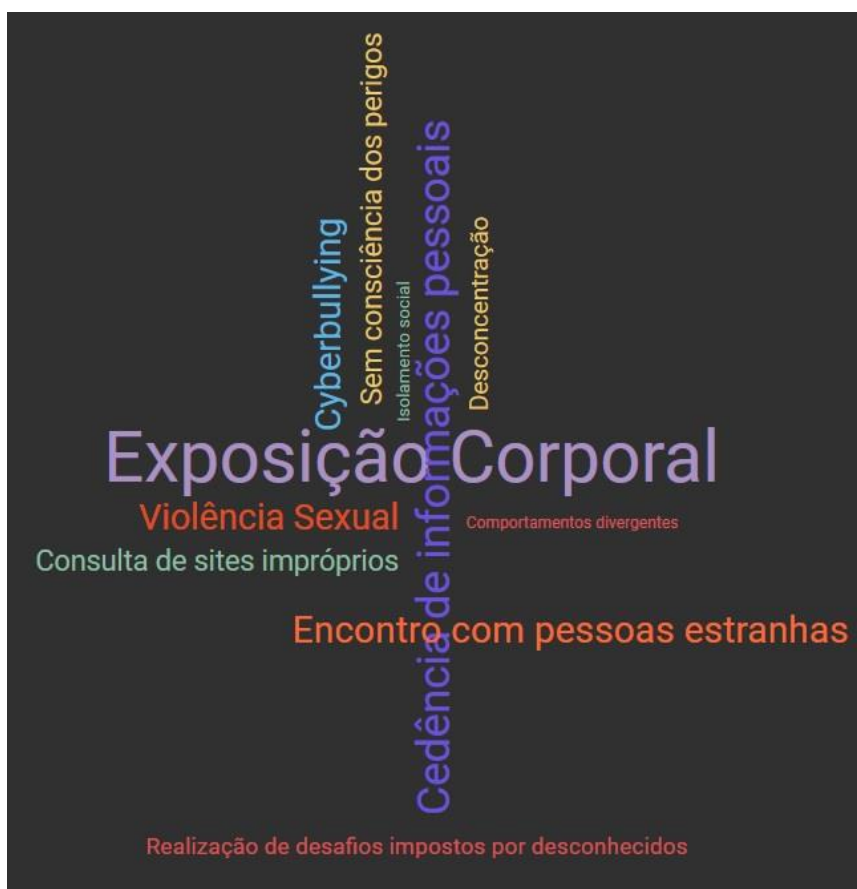 Cyberbullying
Sem consciência dos perigos
Isolamento social
Cedência de informações pessoais
Desconcentração
Exposição Corporal
Violência Sexual
Comportamentos divergentes
Consulta de sites impróprios
Encontro com pessoas estranhas
Realização de desafios impostos por desconhecidos